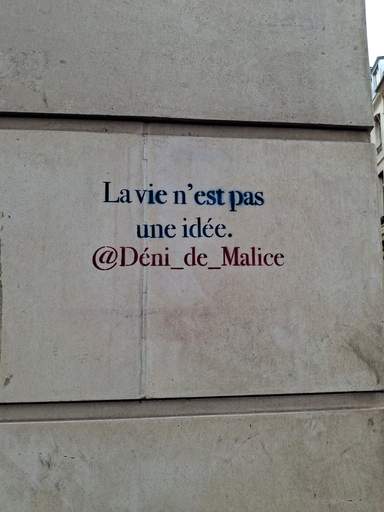 La vie n'est pas
une idée.
@Déni_de_Malice